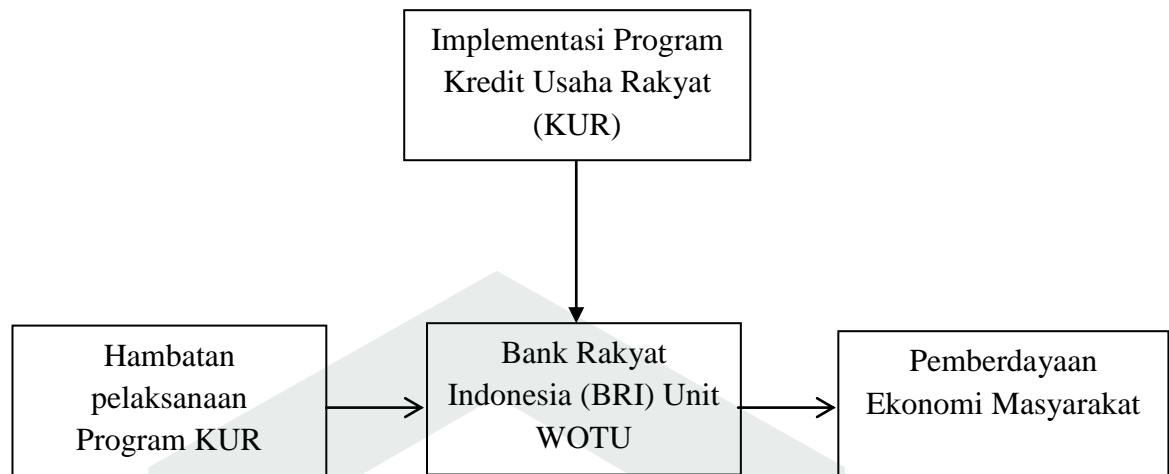 Implementasi Program
Kredit Usaha Rakyat
(KUR)
Hambatan
pelaksanaan
Program KUR
Bank Rakyat
Indonesia (BRI) Unit
WOTU
Pemberdayaan
Ekonomi Masyarakat